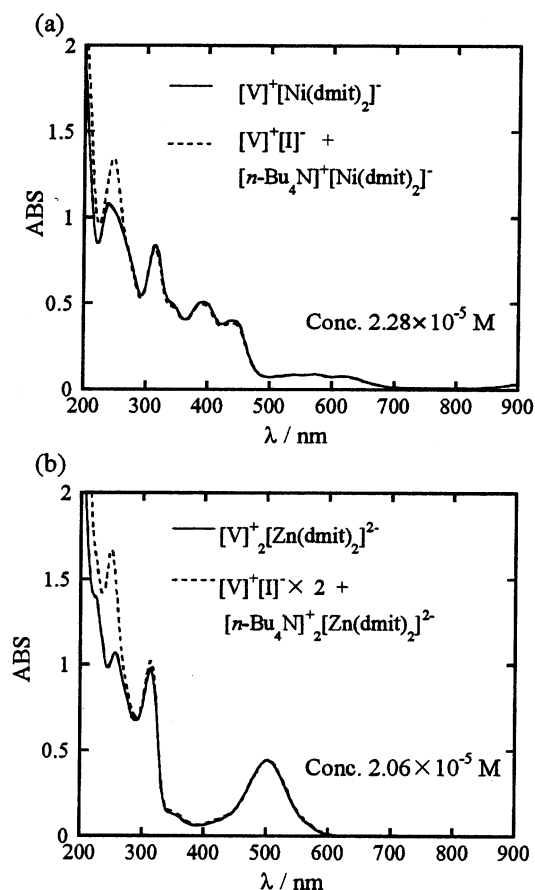 (a)
2
[V]⁺[Ni(dmit)₂]⁻
1.5
[V]⁺[I]⁻ +
[n-Bu₄N]⁺[Ni(dmit)₂]⁻
ABS
1
0.5
Conc. 2.28×10⁻⁵ M
0
200 300 400 500 600 700 800 900
λ / nm
(b)
2
[V]⁺₂[Zn(dmit)₂]²⁻
1.5
[V]⁺[I]⁻ × 2 +
[n-Bu₄N]⁺₂[Zn(dmit)₂]²⁻
ABS
1
0.5
Conc. 2.06×10⁻⁵ M
0
200 300 400 500 600 700 800 900
λ / nm